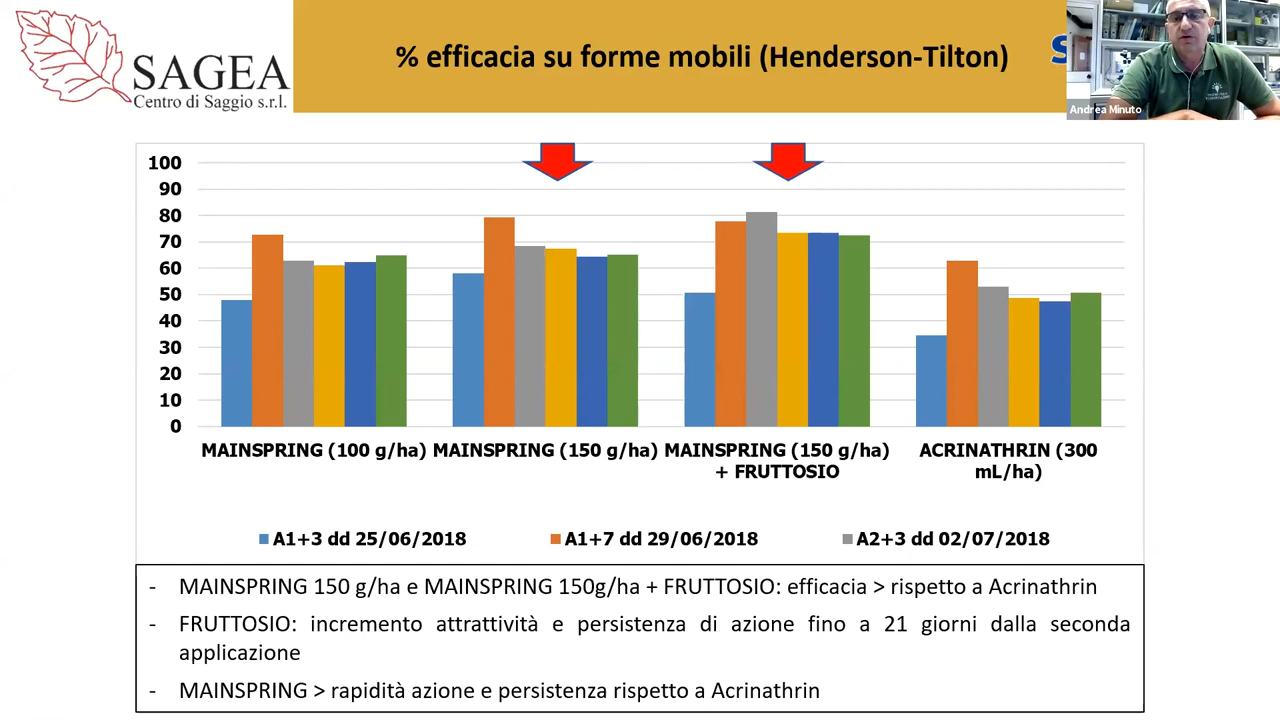 SAGEA
Centro di Saggio s.r.l.
% efficacia su forme mobili (Henderson-Tilton)
S
Andrea Minuto
100
90
80
70
60
50
40
30
20
10
0
MAINSPRING (100 g/ha)
MAINSPRING (150 g/ha)
MAINSPRING (150 g/ha)
+ FRUTTOSIO
ACRINATHRIN (300
mL/ha)
A1+3 dd 25/06/2018
A1+7 dd 29/06/2018
A2+3 dd 02/07/2018
- MAINSPRING 150 g/ha e MAINSPRING 150g/ha + FRUTTOSIO: efficacia > rispetto a Acrinathrin
- FRUTTOSIO: incremento attrattività e persistenza di azione fino a 21 giorni dalla seconda
applicazione
- MAINSPRING > rapidità azione e persistenza rispetto a Acrinathrin